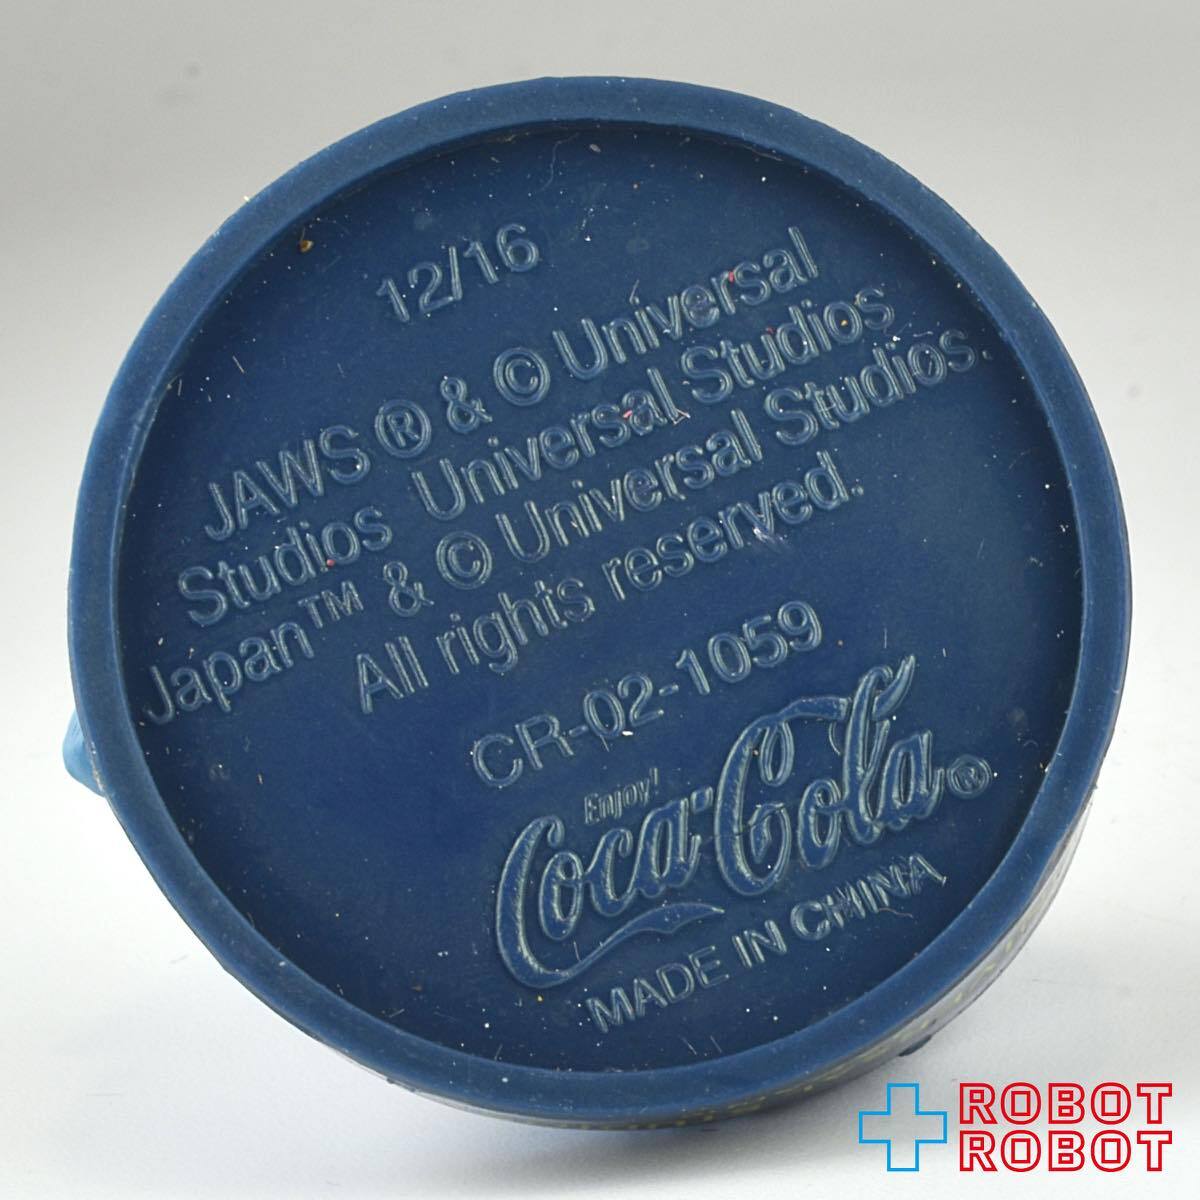 12/16
JAWS ® & © Universal
Studios Universal Studios
Japan™ & © Universal Studios.
All rights reserved.
CR-02-1059
Enjoy!
Coca-Cola®
MADE IN CHINA
ROBOT
ROBOT